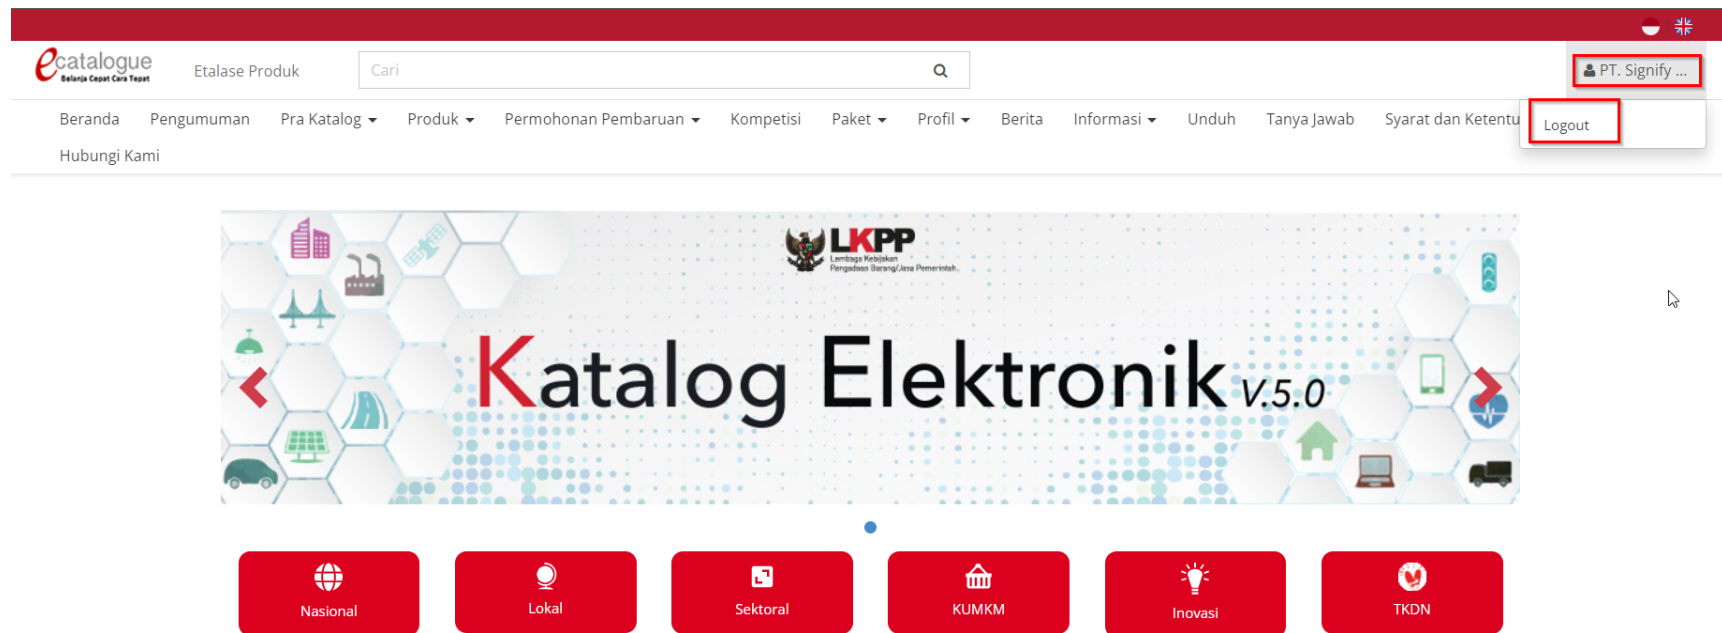 ecatalogue
Belanja Cepat Cara Tepat
Etalase Produk
Cari
PT. Signify ...
Beranda Pengumuman Pra Katalog Produk Permohonan Pembaruan Kompetisi Paket Profil Berita Informasi Unduh Tanya Jawab Syarat dan Ketentu
Logout
Hubungi Kami
LKPP
Lembaga Kebijakan
Pengadaan Barang/Jasa Pemerintah
Katalog Elektronik v.5.0
Nasional
Lokal
Sektoral
KUMKM
Inovasi
TKDN